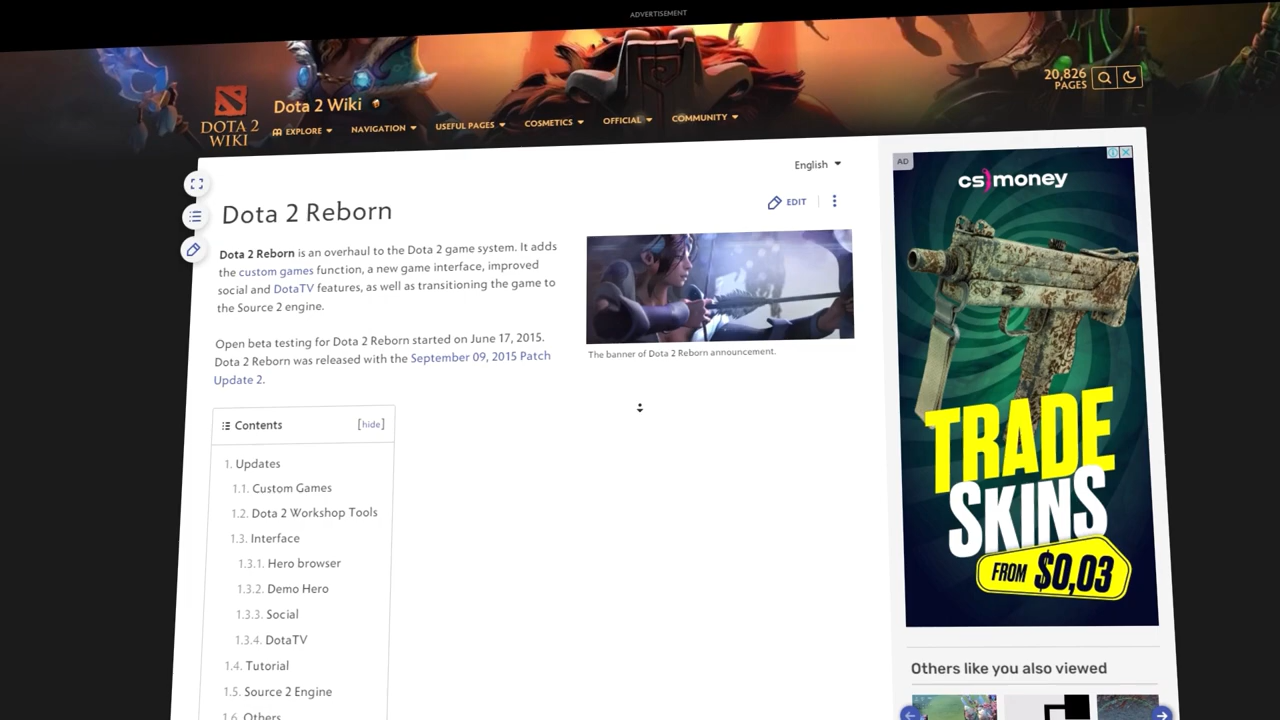 ADVERTISEMENT
DOTA 2
WIKI
Dota 2 Wiki
EXPLORE
NAVIGATION
USEFUL PAGES
COSMETICS
OFFICIAL
COMMUNITY
20,826
PAGES
English
Dota 2 Reborn
EDIT
Dota 2 Reborn is an overhaul to the Dota 2 game system. It adds
the custom games function, a new game interface, improved
social and DotaTV features, as well as transitioning the game to
the Source 2 engine.
Open beta testing for Dota 2 Reborn started on June 17, 2015.
Dota 2 Reborn was released with the September 09, 2015 Patch
Update 2.
The banner of Dota 2 Reborn announcement.
Contents [hide]
1. Updates
1.1. Custom Games
1.2. Dota 2 Workshop Tools
1.3. Interface
1.3.1. Hero browser
1.3.2. Demo Hero
1.3.3. Social
1.3.4. DotaTV
1.4. Tutorial
1.5. Source 2 Engine
1.6. Others
AD
cs money
TRADE
SKINS
FROM $0,03
Others like you also viewed